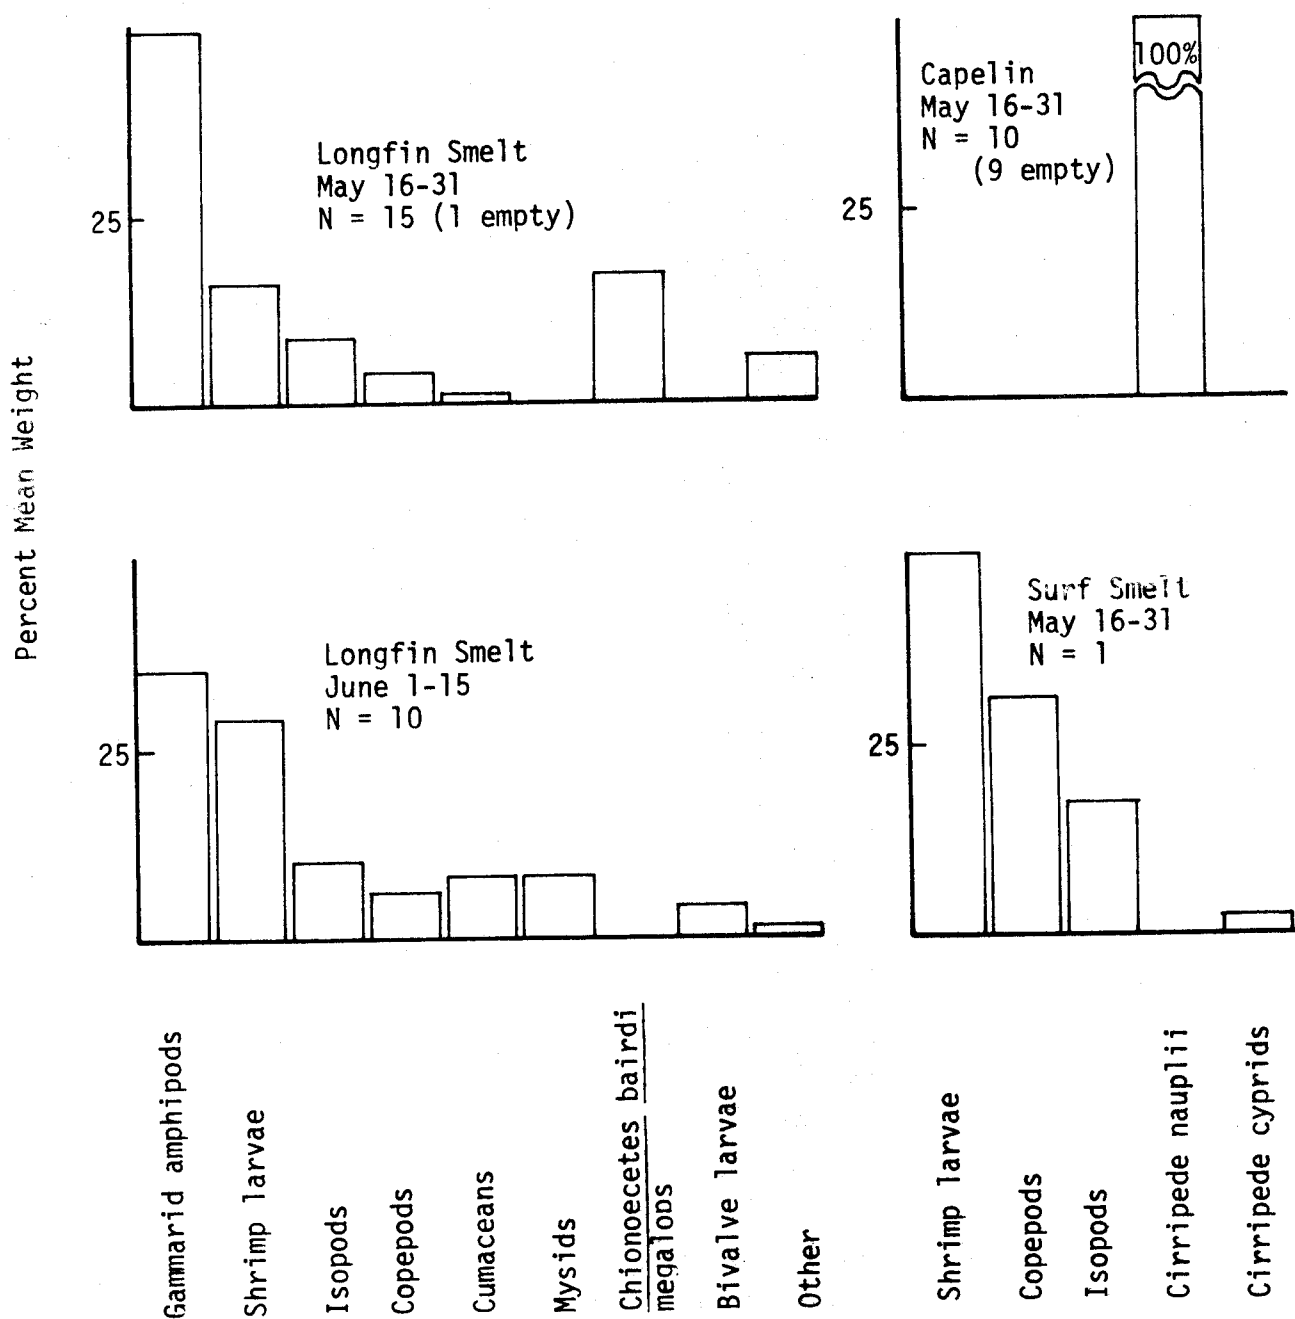 Percent Mean Weight
Longfin Smelt
May 16-31
N = 15 (1 empty)
25
Capelin
May 16-31
N = 10
(9 empty)
100%
25
Longfin Smelt
June 1-15
N = 10
25
Surf Smelt
May 16-31
N = 1
25
Gammarid amphipods
Shrimp larvae
Isopods
Copepods
Cumaceans
Mysids
Chionoecetes bairdi
megalops
Bivalve larvae
Other
Shrimp larvae
Copepods
Isopods
Cirripede nauplii
Cirripede cyprids